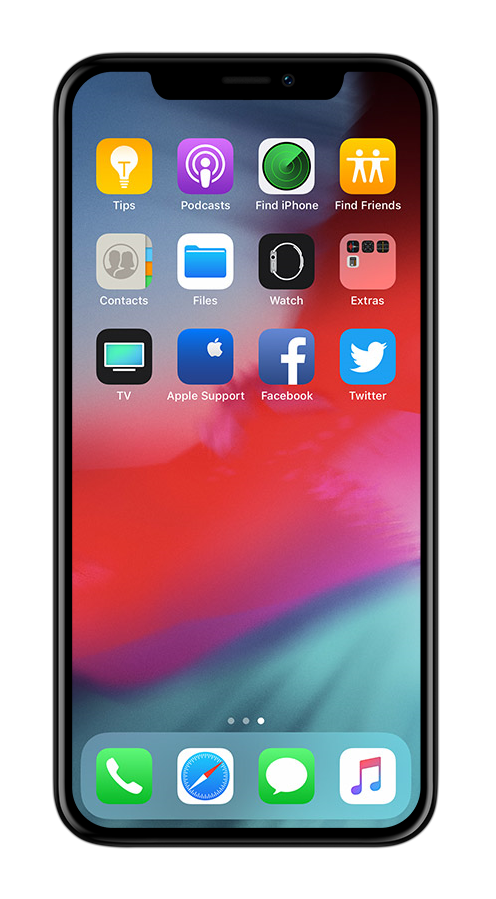 Tips Podcasts Find iPhone Find Friends
Contacts Files Watch Extras
TV Apple Support Facebook Twitter